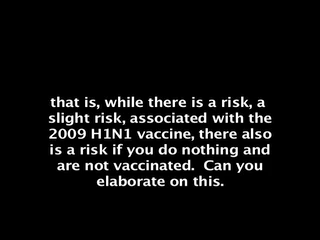 that is, while there is a risk, a
slight risk, associated with the
2009 H1N1 vaccine, there also
is a risk if you do nothing and
are not vaccinated.  Can you
elaborate on this.